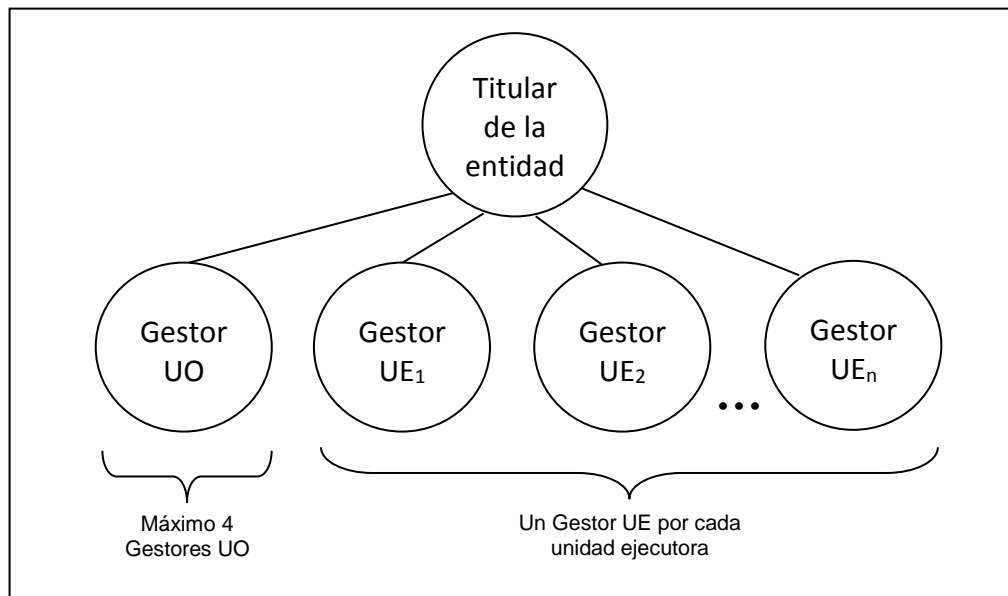 Titular
de la
entidad
Gestor
UO
Gestor
UE₁
Gestor
UE₂
...
Gestor
UEₙ
Máximo 4
Gestores UO
Un Gestor UE por cada
unidad ejecutora